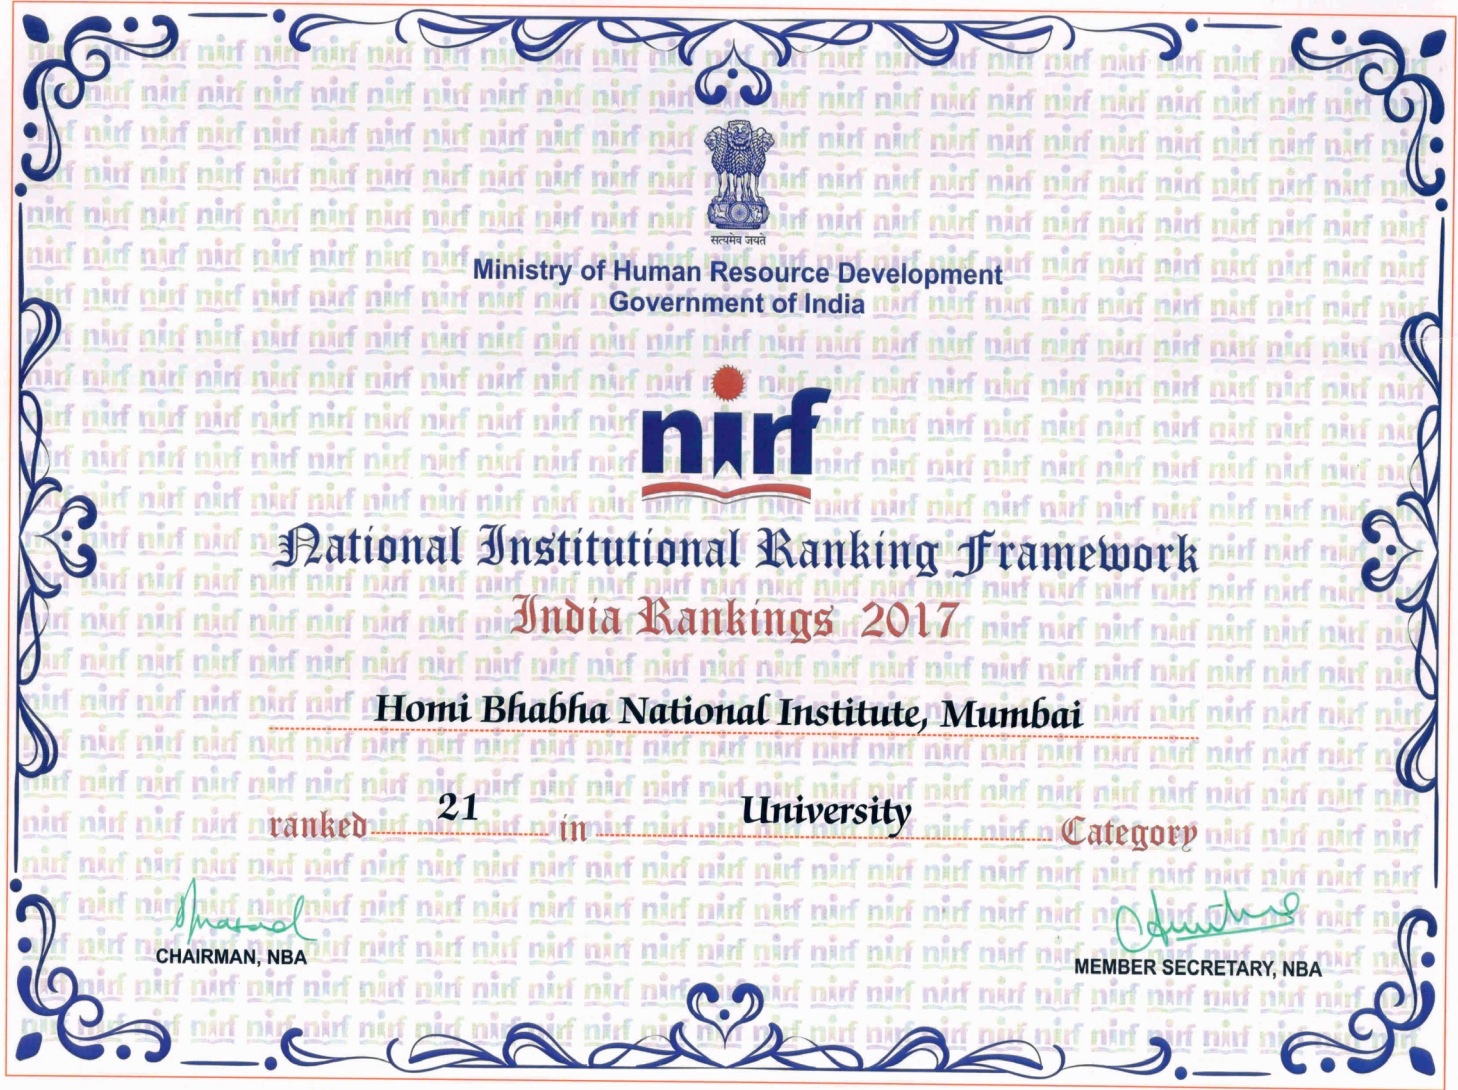 सत्यमेव जयते
Ministry of Human Resource Development
Government of India
nirf
National Institutional Ranking Framework
India Rankings 2017
Homi Bhabha National Institute, Mumbai
ranked 21 in University Category
CHAIRMAN, NBA
MEMBER SECRETARY, NBA